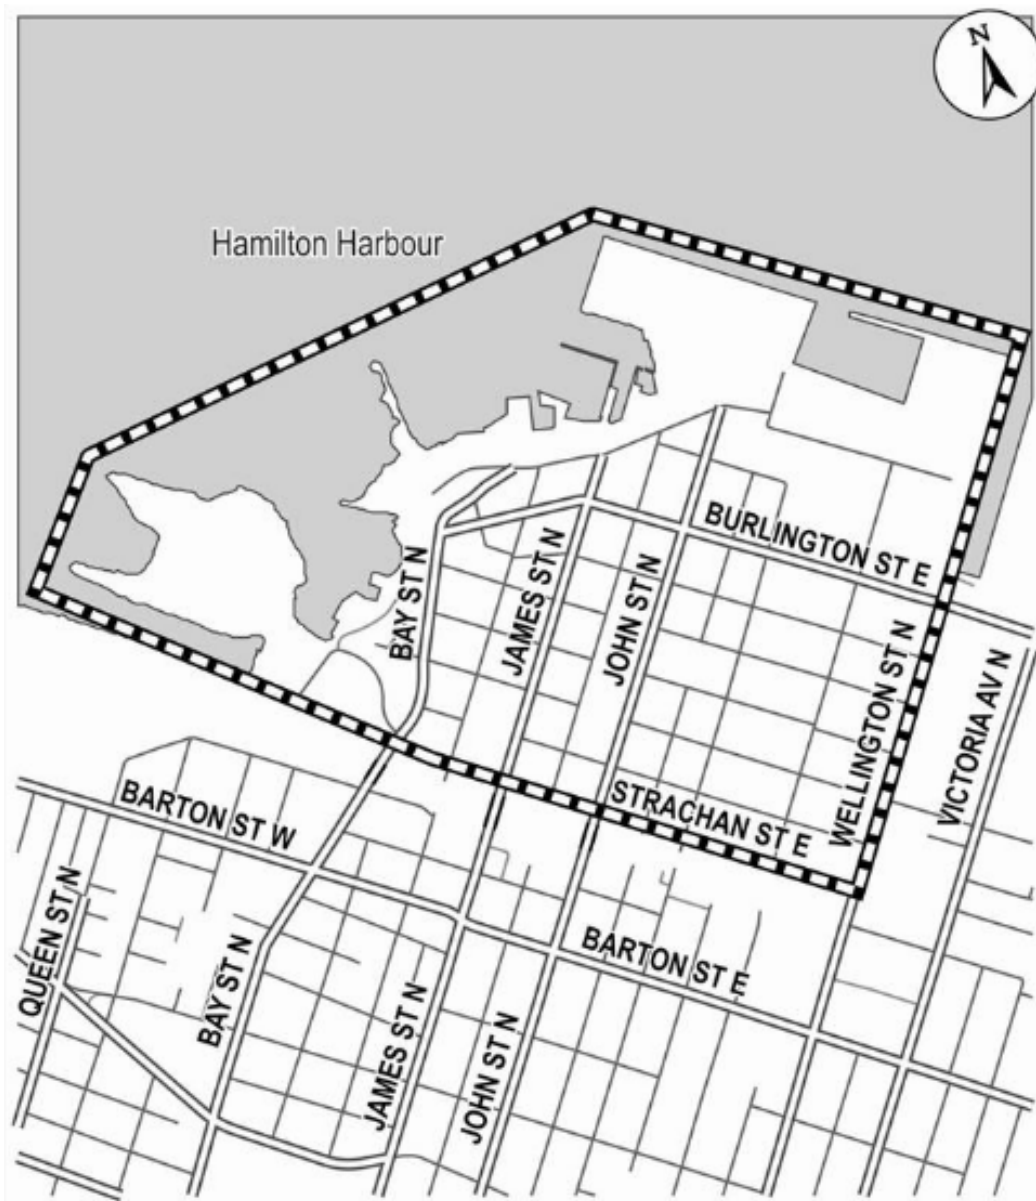 N
Hamilton Harbour
BURLINGTON ST E
BAY ST N
JAMES ST N
JOHN ST N
WELLINGTON ST N
VICTORIA AV N
STRACHAN ST E
BARTON ST W
QUEEN ST N
BAY ST N
BARTON ST E
JAMES ST N
JOHN ST N